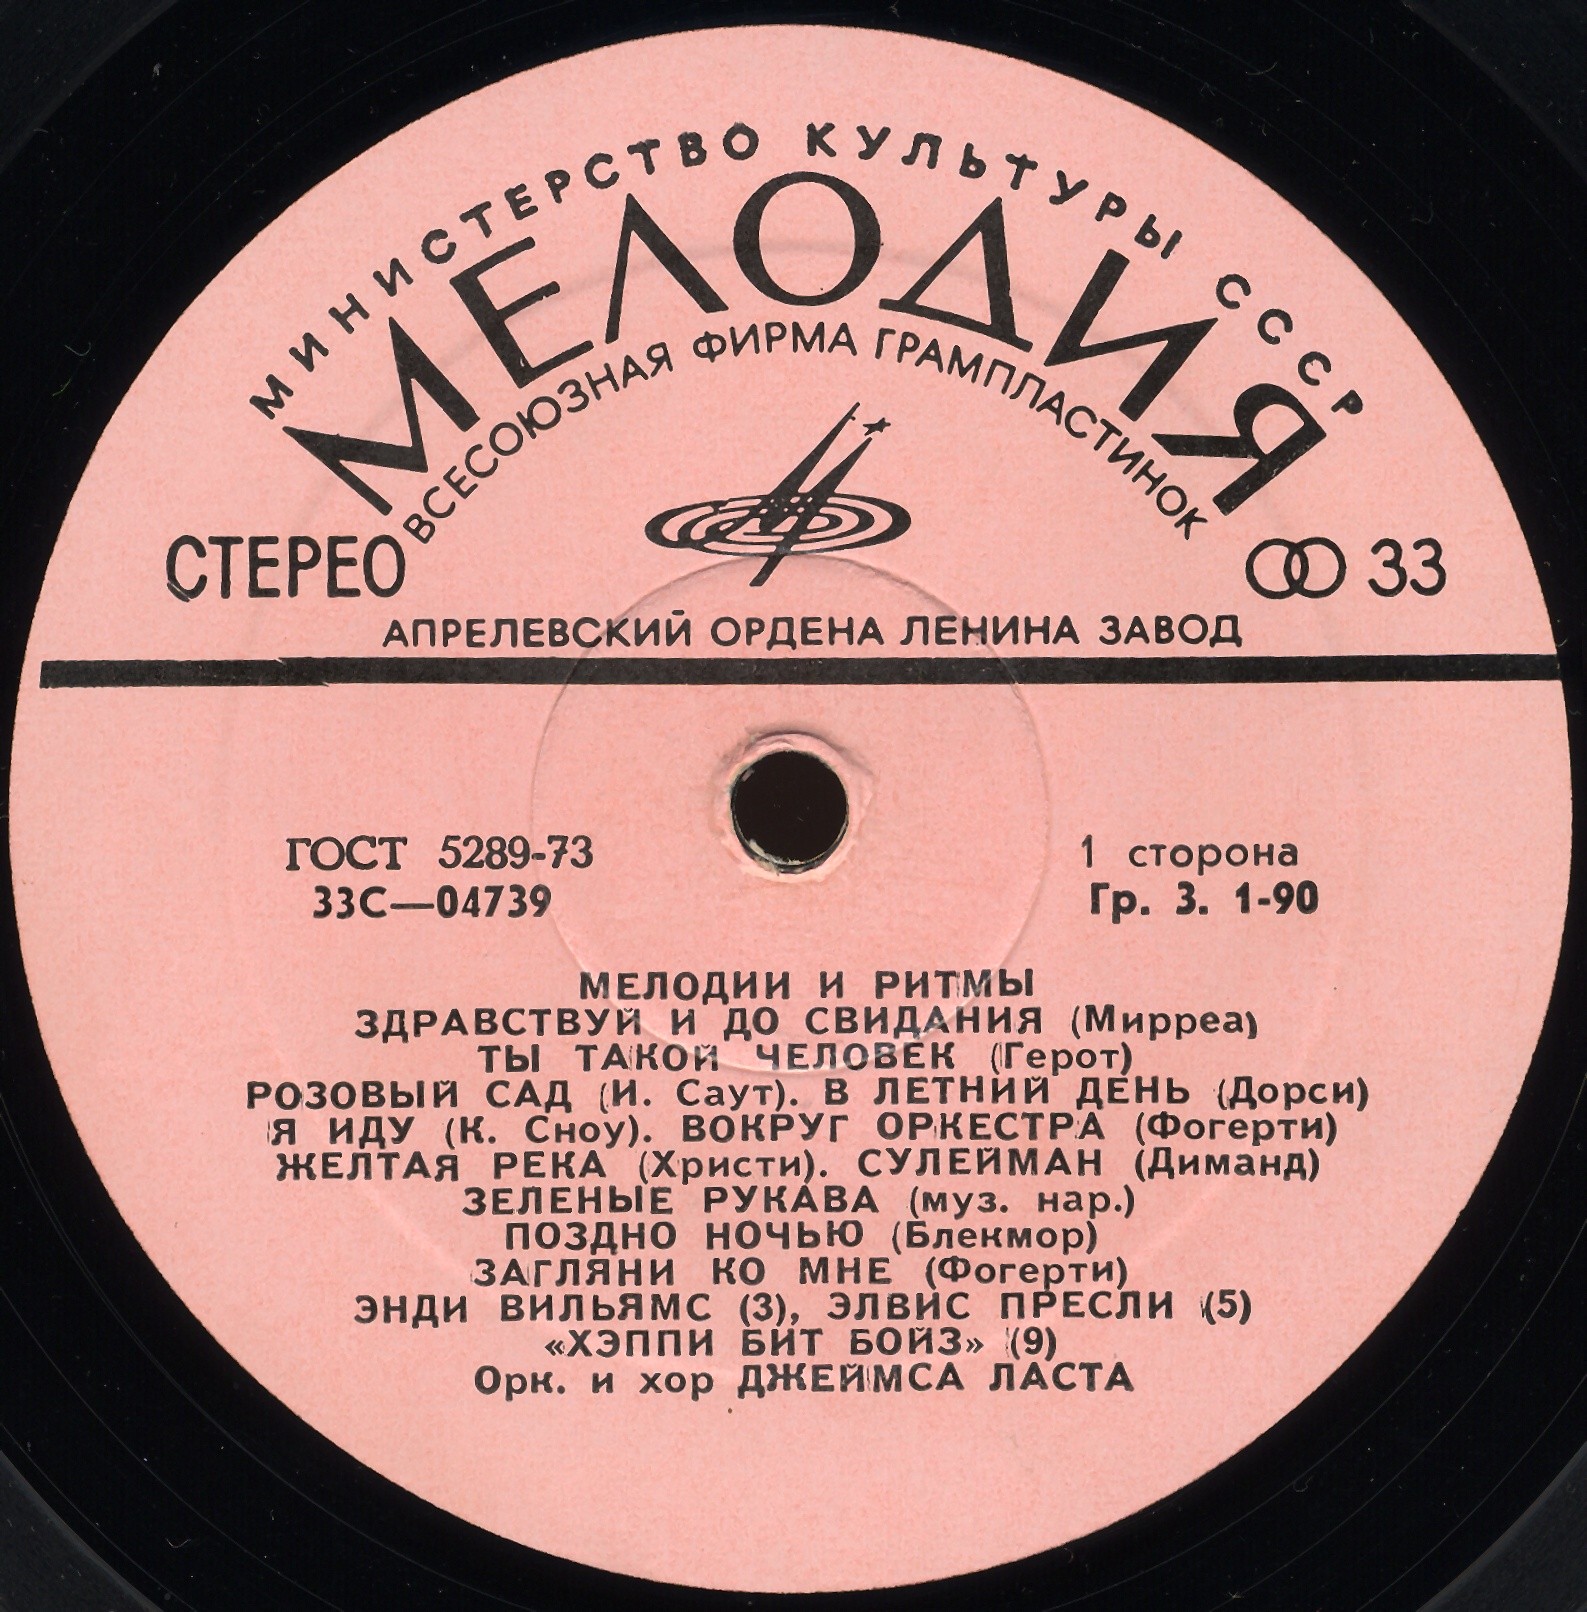 МИНИСТЕРСТВО КУЛЬТУРЫ СССР
МЕЛОДИЯ
ВСЕСОЮЗНАЯ ФИРМА ГРАМПЛАСТИНОК
СТЕРЕО
33
АПРЕЛЕВСКИЙ ОРДЕНА ЛЕНИНА ЗАВОД
ГОСТ 5289-73
33С—04739
1 сторона
Гр. 3. 1-90
МЕЛОДИИ И РИТМЫ
ЗДРАВСТВУЙ И ДО СВИДАНИЯ (Мирреа)
ТЫ ТАКОЙ ЧЕЛОВЕК (Герот)
РОЗОВЫЙ САД (И. Саут). В ЛЕТНИЙ ДЕНЬ (Дорси)
Я ИДУ (К. Сноу). ВОКРУГ ОРКЕСТРА (Фогерти)
ЖЕЛТАЯ РЕКА (Христи). СУЛЕЙМАН (Диманд)
ЗЕЛЕНЫЕ РУКАВА (муз. нар.)
ПОЗДНО НОЧЬЮ (Блекмор)
ЗАГЛЯНИ КО МНЕ (Фогерти)
ЭНДИ ВИЛЬЯМС (3), ЭЛВИС ПРЕСЛИ (5)
«ХЭППИ БИТ БОЙЗ» (9)
Орк. и хор ДЖЕЙМСА ЛАСТА